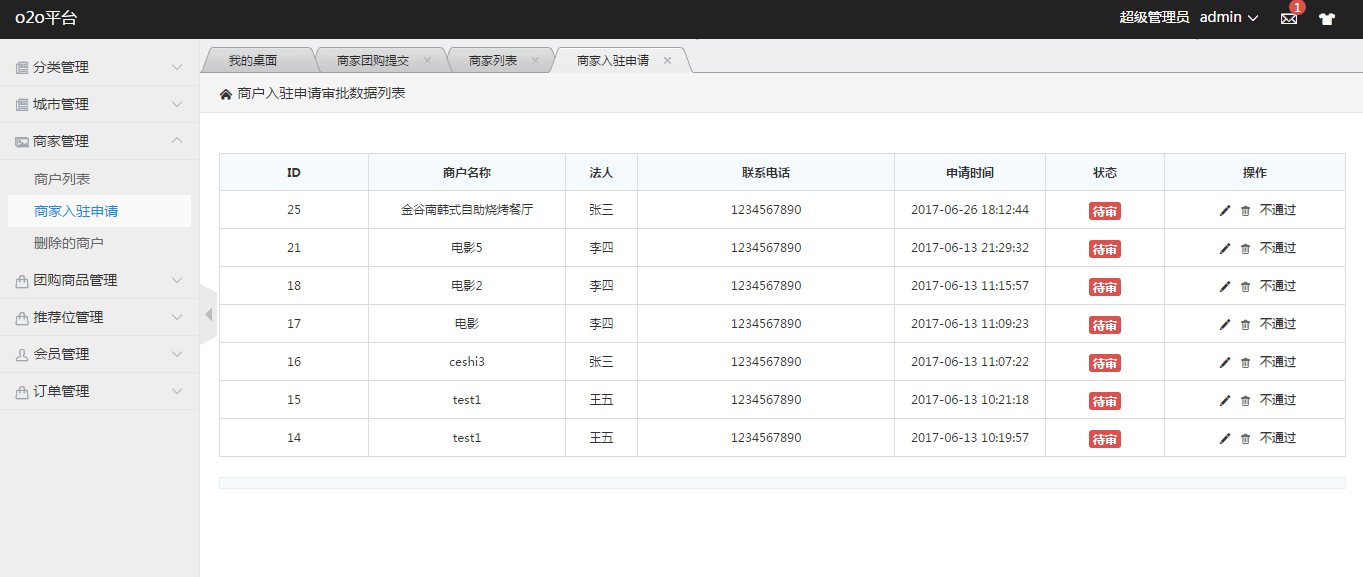 o2o平台
超级管理员 admin 1
分类管理
城市管理
商家管理
商户列表
商家入驻申请
删除的商户
团购商品管理
推荐位管理
会员管理
订单管理
我的桌面 商家团购提交 商家列表 商家入驻申请
商户入驻申请审批数据列表
ID 商户名称 法人 联系电话 申请时间 状态 操作
25 金谷南韩式自助烧烤餐厅 张三 1234567890 2017-06-26 18:12:44 待审 不通过
21 电影5 李四 1234567890 2017-06-13 21:29:32 待审 不通过
18 电影2 李四 1234567890 2017-06-13 11:15:57 待审 不通过
17 电影 李四 1234567890 2017-06-13 11:09:23 待审 不通过
16 ceshi3 张三 1234567890 2017-06-13 11:07:22 待审 不通过
15 test1 王五 1234567890 2017-06-13 10:21:18 待审 不通过
14 test1 王五 1234567890 2017-06-13 10:19:57 待审 不通过